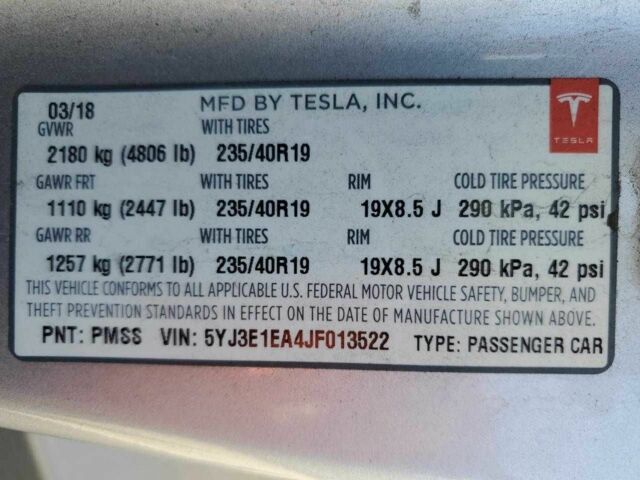 03/18 MFD BY TESLA, INC.
GVWR WITH TIRES
2180 kg (4806 lb) 235/40R19
GAWR FRT WITH TIRES RIM COLD TIRE PRESSURE
1110 kg (2447 lb) 235/40R19 19X8.5 J 290 kPa, 42 psi
GAWR RR WITH TIRES RIM COLD TIRE PRESSURE
1257 kg (2771 lb) 235/40R19 19X8.5 J 290 kPa, 42 psi
THIS VEHICLE CONFORMS TO ALL APPLICABLE U.S. FEDERAL MOTOR VEHICLE SAFETY, BUMPER, AND
THEFT PREVENTION STANDARDS IN EFFECT ON THE DATE OF MANUFACTURE SHOWN ABOVE.
PNT: PMSS VIN: 5YJ3E1EA4JF013522 TYPE: PASSENGER CAR
TESLA